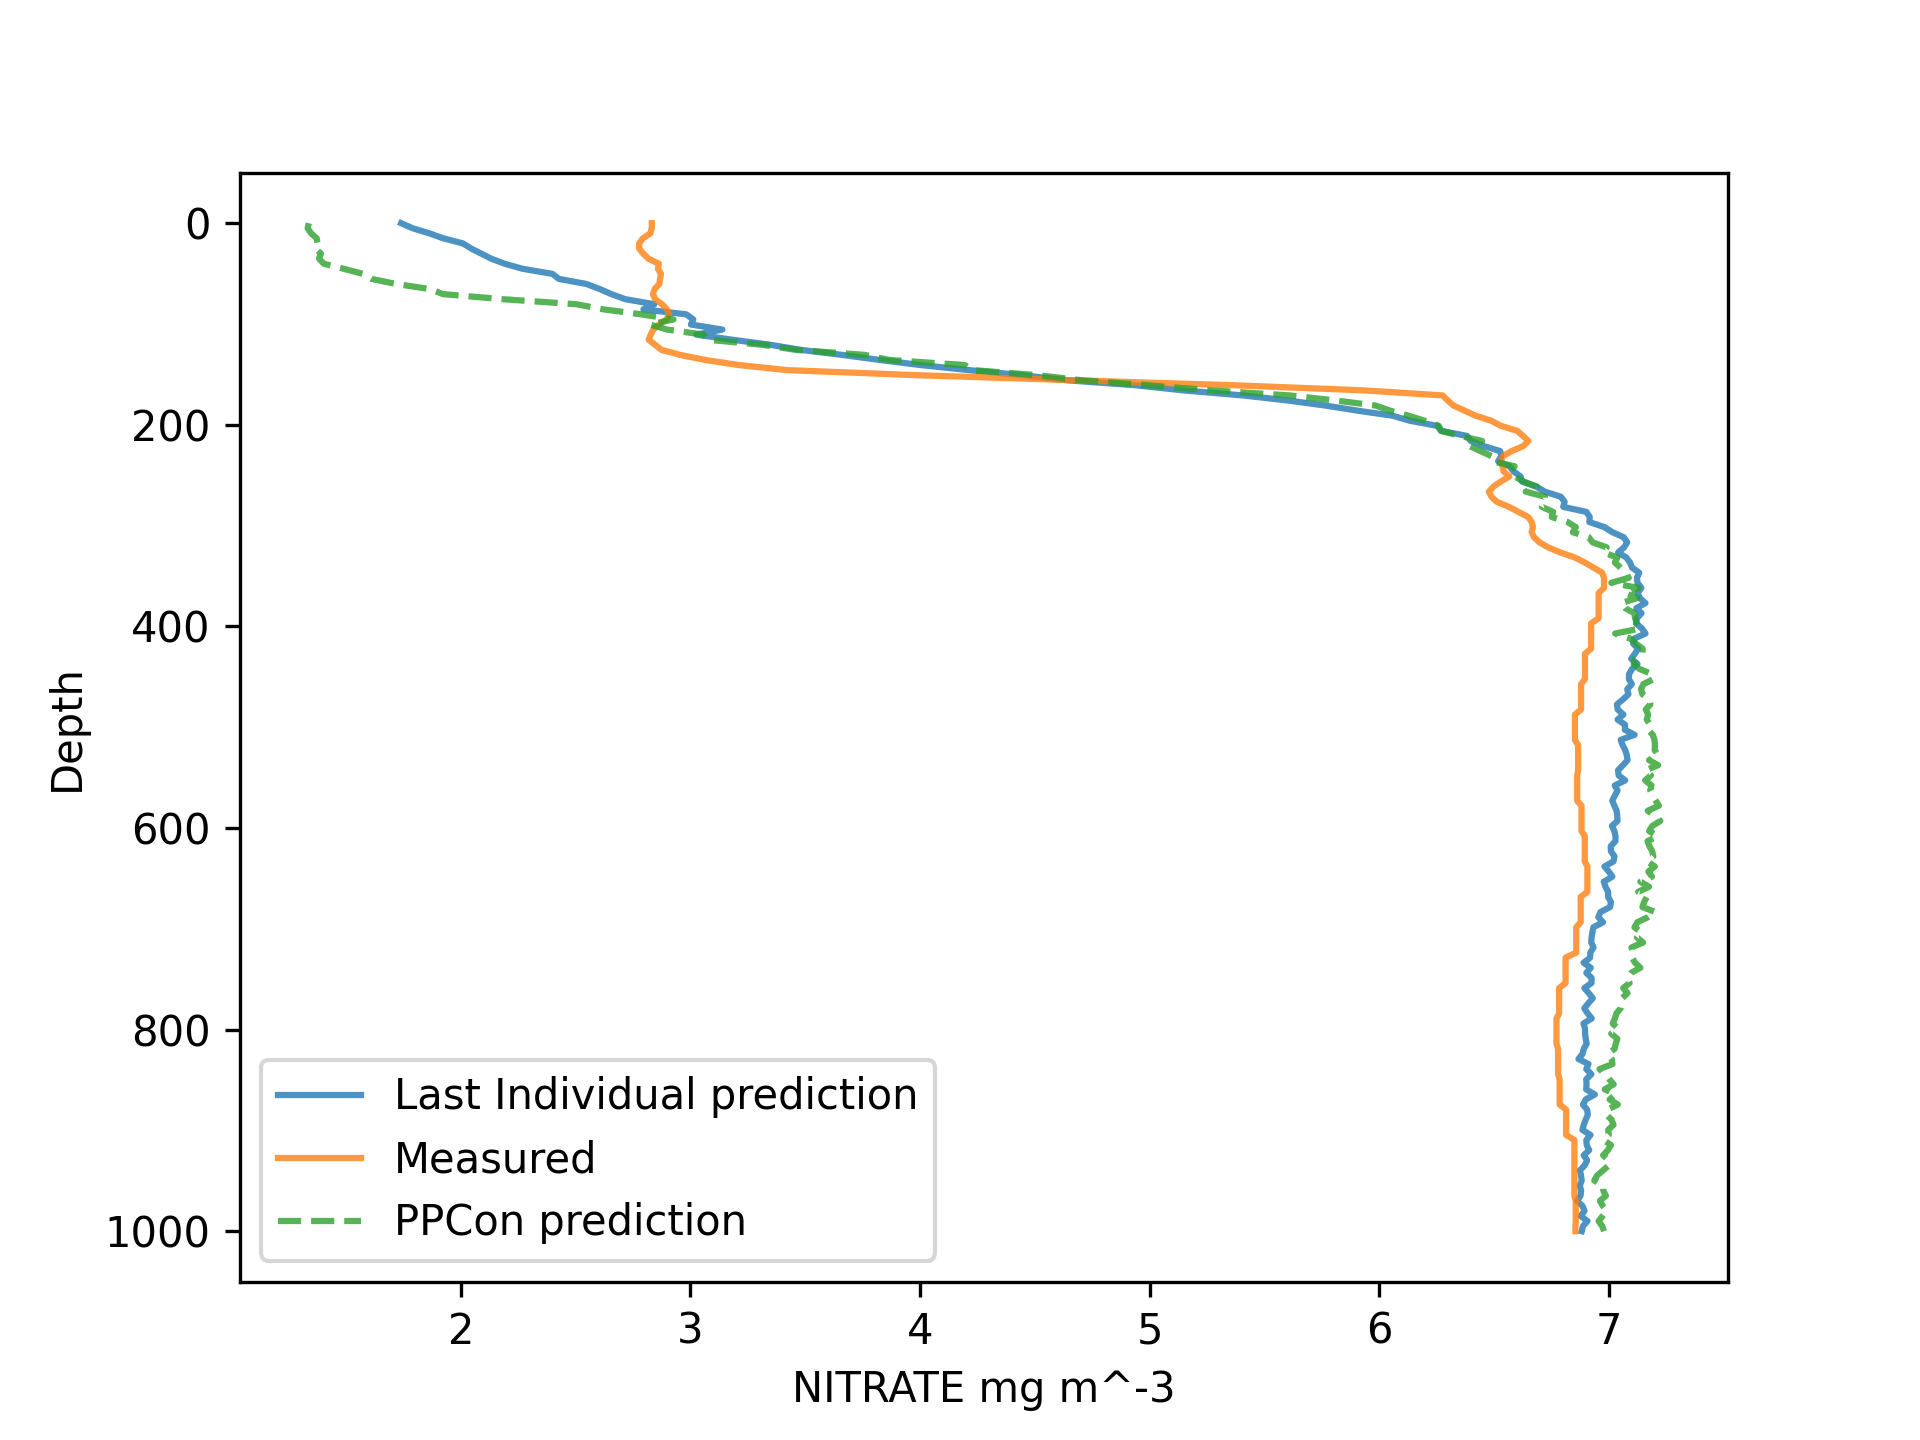 0
200
400
600
800
1000
Depth
Last Individual prediction
Measured
PPCon prediction
2 3 4 5 6 7
NITRATE mg m^-3